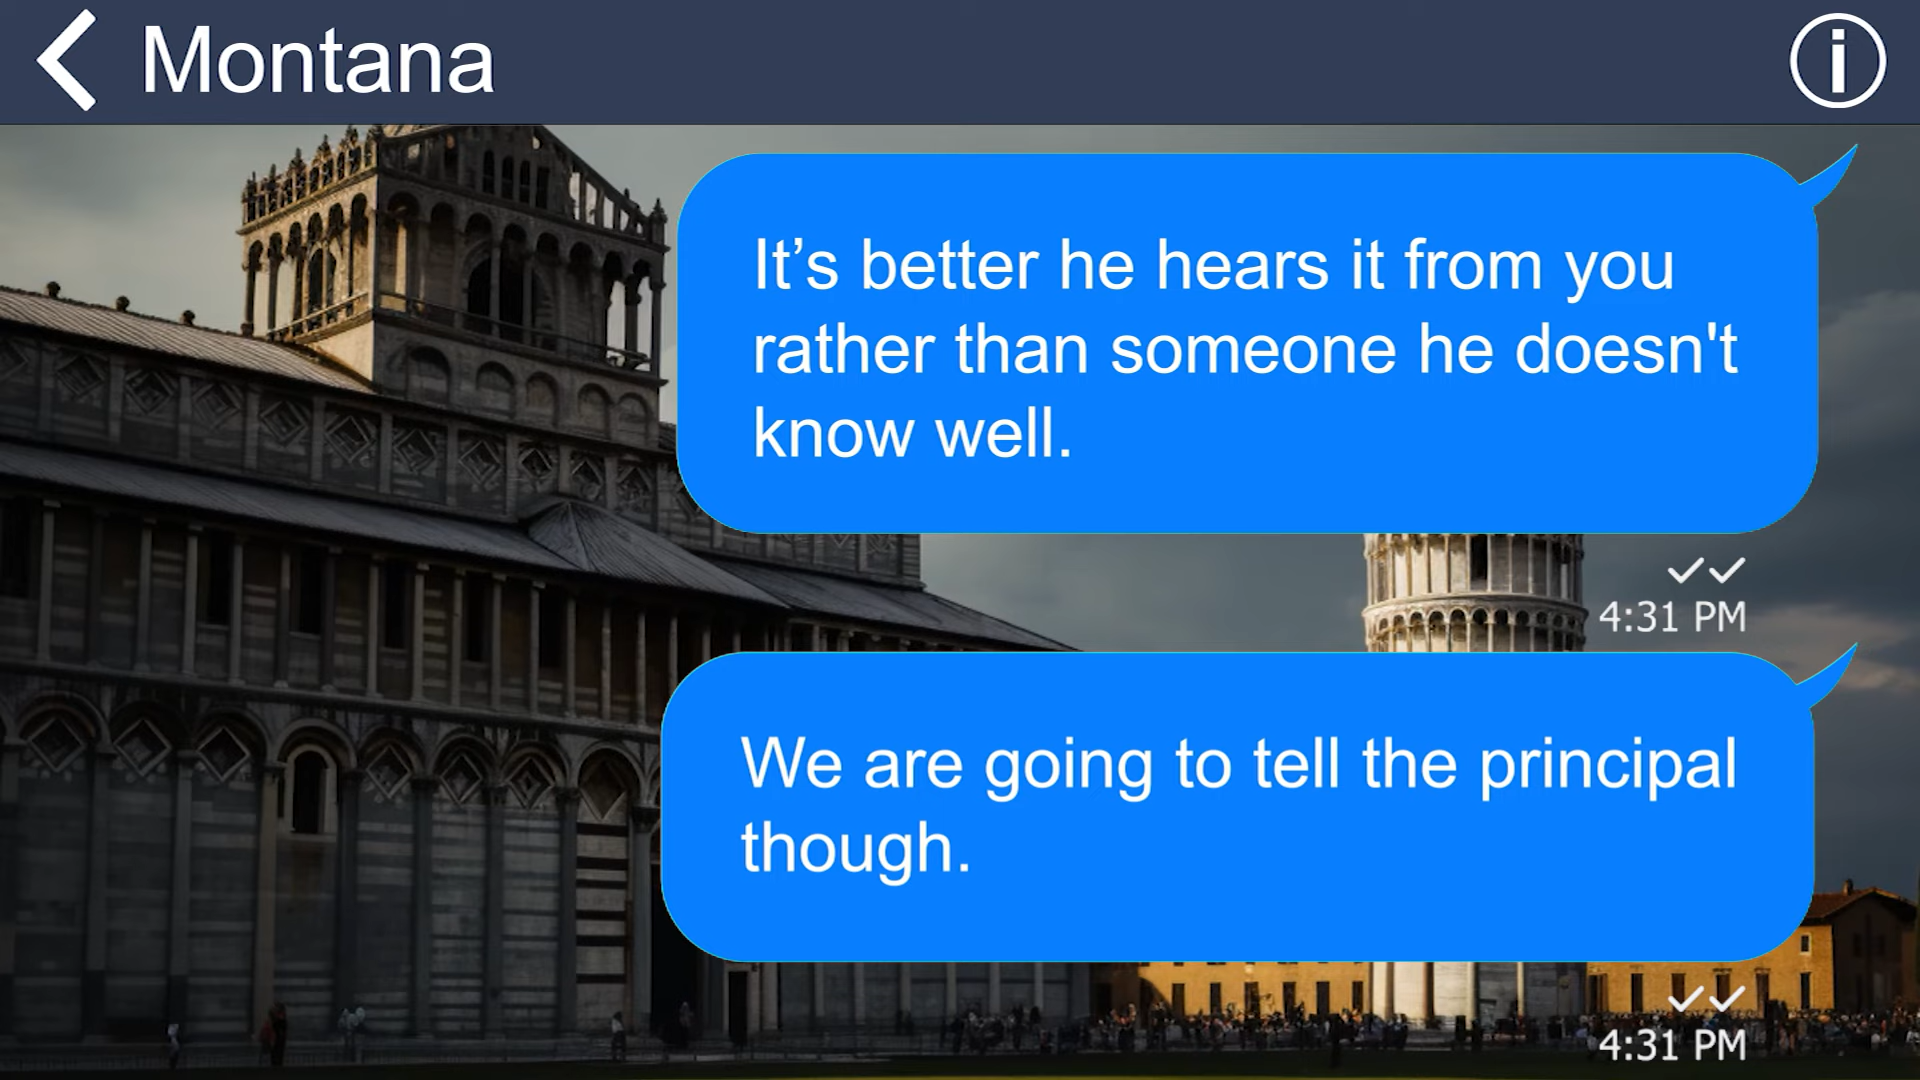 Montana
It’s better he hears it from you
rather than someone he doesn't
know well.
4:31 PM
We are going to tell the principal
though.
4:31 PM